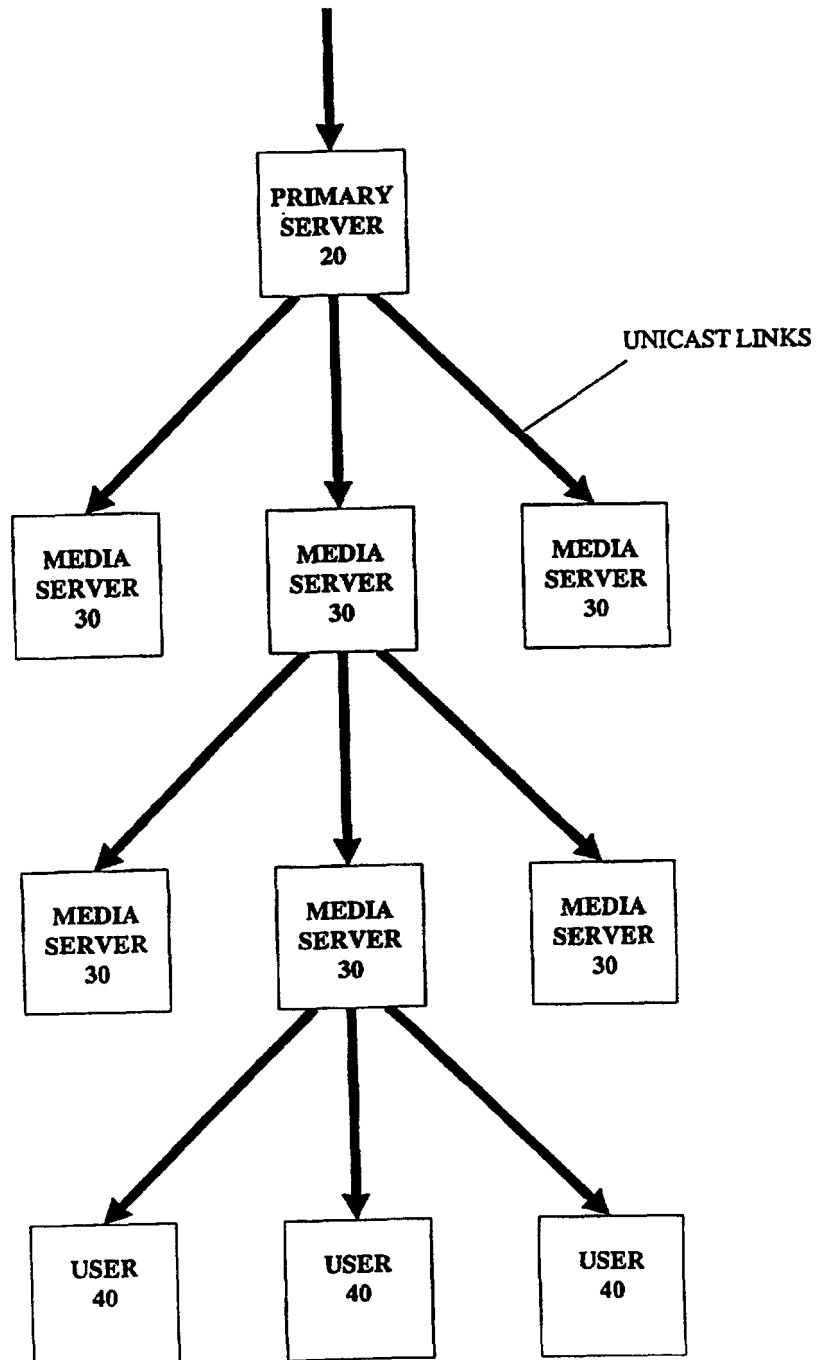 PRIMARY
SERVER
20
UNICAST LINKS
MEDIA
SERVER
30
MEDIA
SERVER
30
MEDIA
SERVER
30
MEDIA
SERVER
30
MEDIA
SERVER
30
MEDIA
SERVER
30
USER
40
USER
40
USER
40